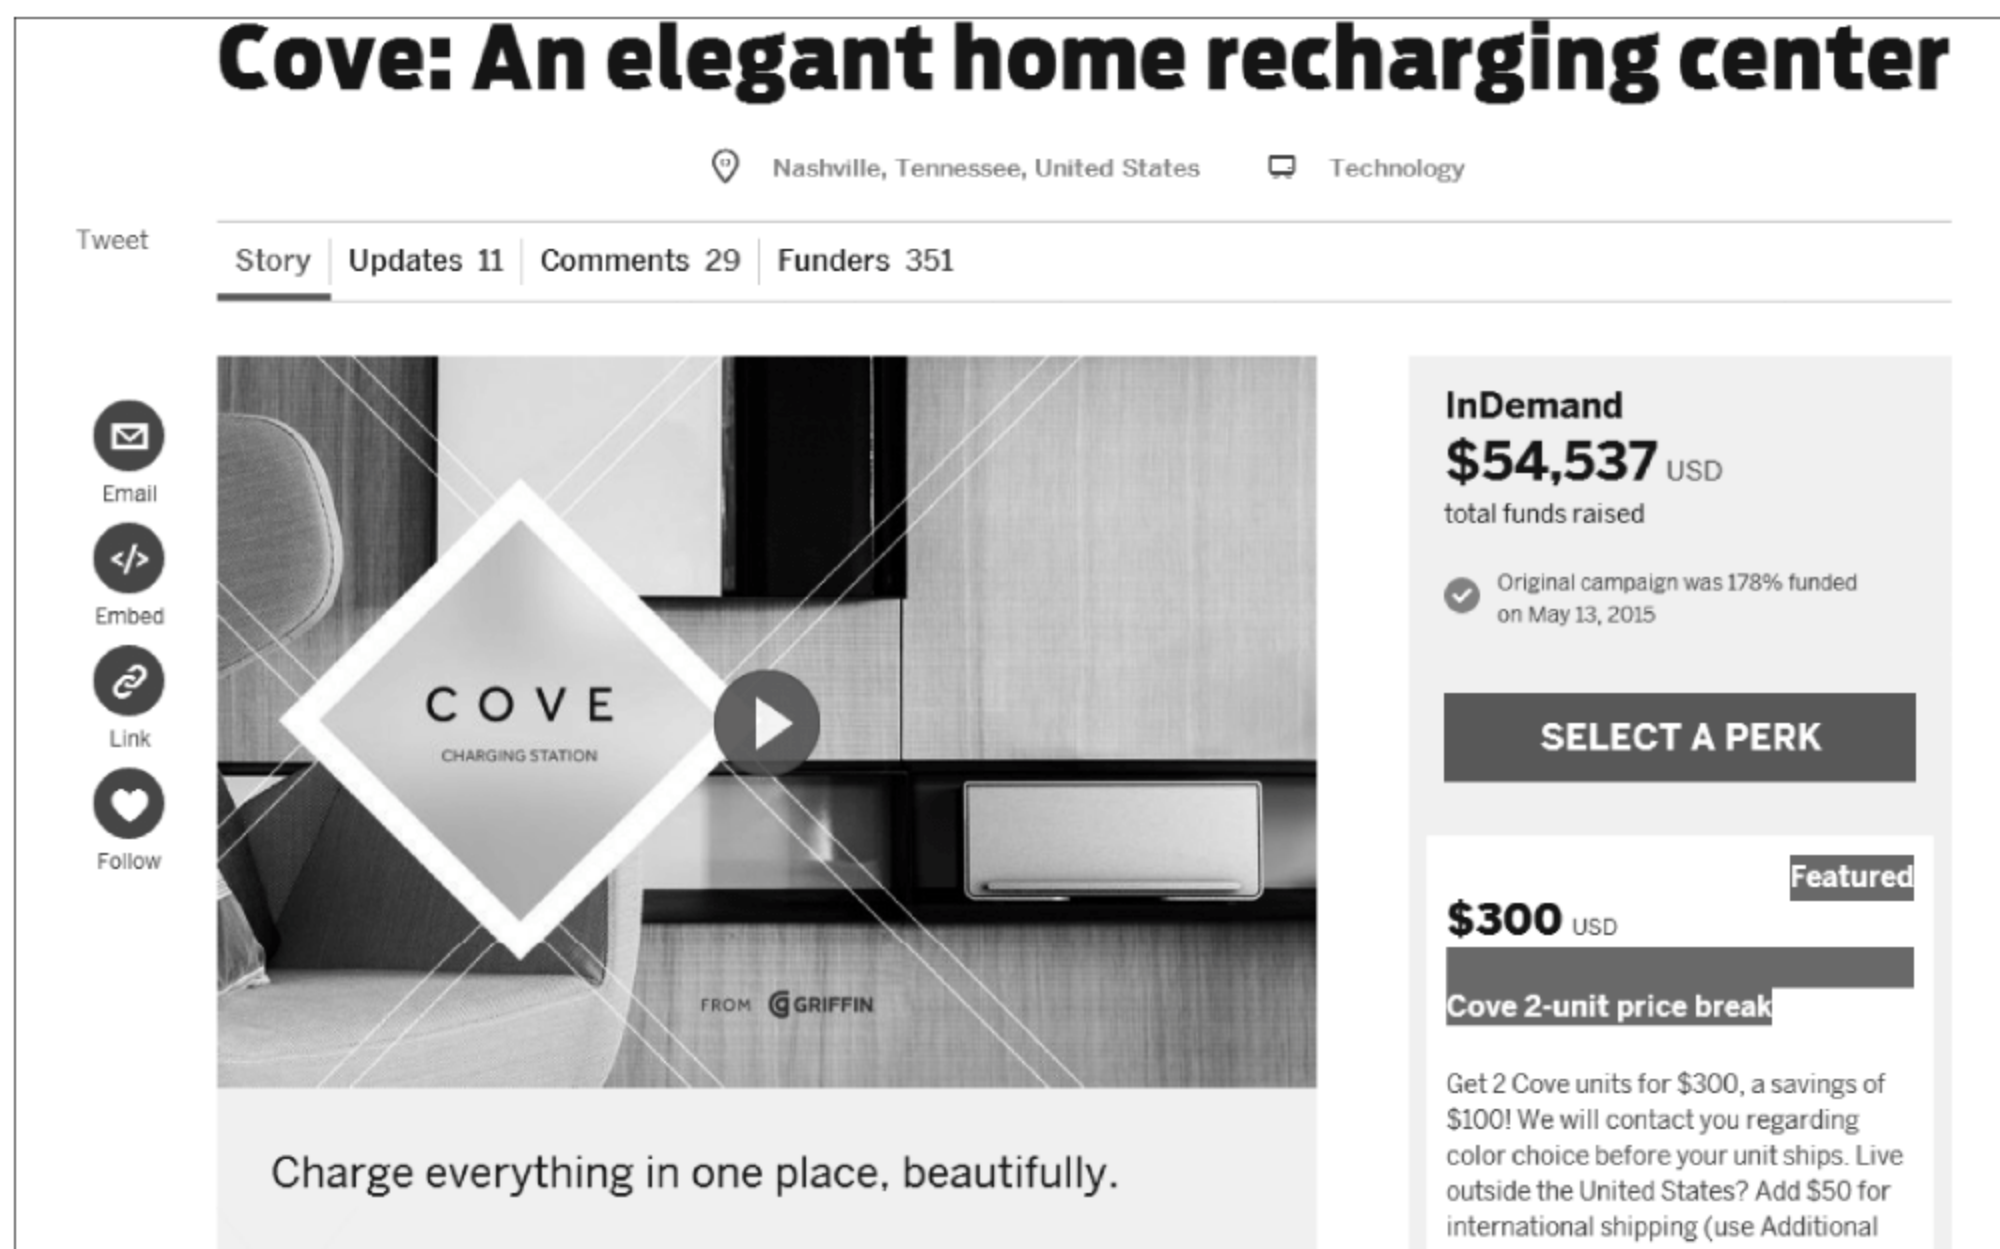 Cove: An elegant home recharging center
Nashville, Tennessee, United States Technology
Tweet
Story Updates 11 Comments 29 Funders 351
Email
Embed
Link
Follow
COVE
CHARGING STATION
FROM GRIFFIN
Charge everything in one place, beautifully.
InDemand
$54,537 USD
total funds raised
Original campaign was 178% funded
on May 13, 2015
SELECT A PERK
Featured
$300 USD
Cove 2-unit price break
Get 2 Cove units for $300, a savings of
$100! We will contact you regarding
color choice before your unit ships. Live
outside the United States? Add $50 for
international shipping (use Additional